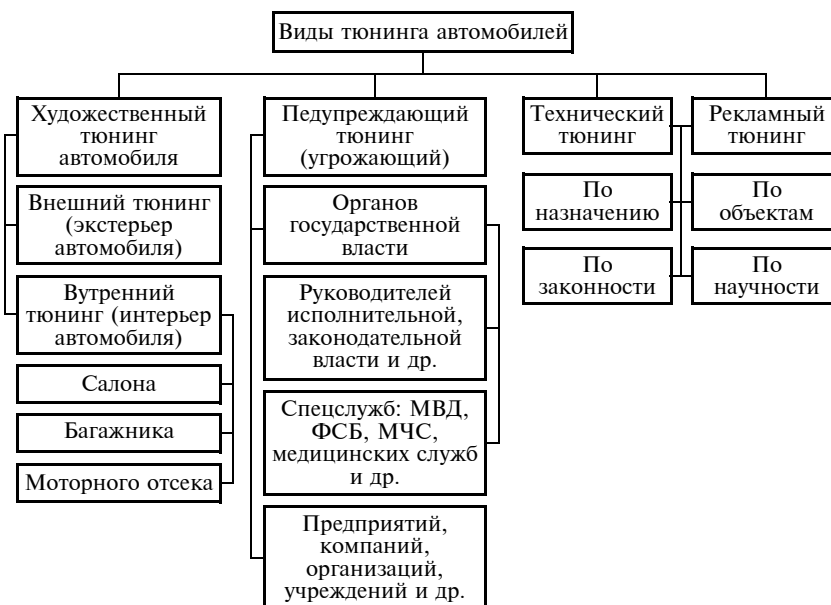 Виды тюнинга автомобилей
Художественный
тюнинг
автомобиля
Внешний тюнинг
(экстерьер
автомобиля)
Вутренний
тюнинг (интерьер
автомобиля)
Салона
Багажника
Моторного отсека
Педупреждающий
тюнинг
(угрожающий)
Органов
государственной
власти
Руководителей
исполнительной,
законодательной
власти и др.
Спецслужб: МВД,
ФСБ, МЧС,
медицинских служб
и др.
Предприятий,
компаний,
организаций,
учреждений и др.
Технический
тюнинг
По
назначению
По
законности
Рекламный
тюнинг
По
объектам
По
научности